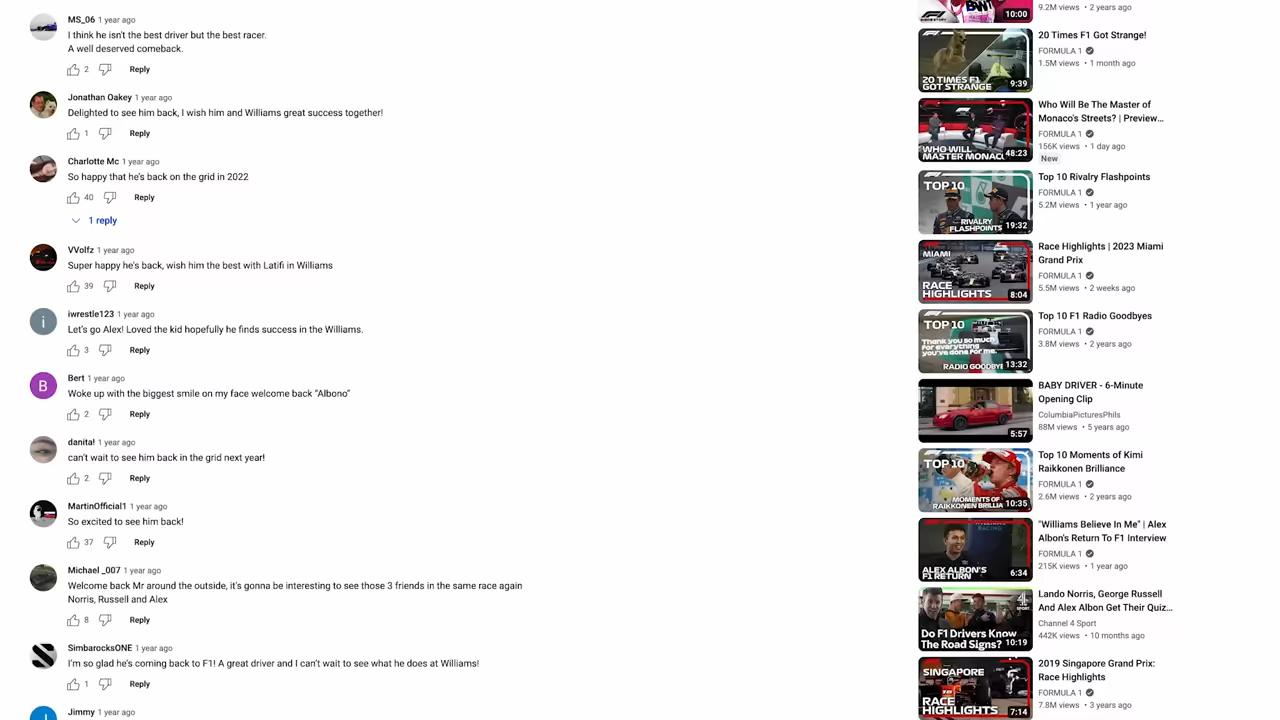 MS_06 1 year ago
I think he isn't the best driver but the best racer.
A well deserved comeback.
2 Reply
Jonathan Oakey 1 year ago
Delighted to see him back, I wish him and Williams great success together!
1 Reply
Charlotte Mc 1 year ago
So happy that he's back on the grid in 2022
40 Reply
1 reply
VVolfz 1 year ago
Super happy he's back, wish him the best with Latifi in Williams
39 Reply
iwrestle123 1 year ago
Let's go Alex! Loved the kid hopefully he finds success in the Williams.
3 Reply
B
Bert 1 year ago
Woke up with the biggest smile on my face welcome back "Albono"
2 Reply
danita! 1 year ago
can't wait to see him back in the grid next year!
2 Reply
MartinOfficial1 1 year ago
So excited to see him back!
37 Reply
Michael _007 1 year ago
Welcome back Mr around the outside, it's gonna be interesting to see those 3 friends in the same race again
Norris, Russell and Alex
8 Reply
SimbarocksONE 1 year ago
I'm so glad he's coming back to F1! A great driver and I can't wait to see what he does at Williams!
1 Reply
Jimmy 1 year ago
10:00
9.2M views • 2 years ago
20 TIMES F1
GOT STRANGE
9:39
20 Times F1 Got Strange!
FORMULA 1
1.5M views • 1 month ago
WHO WILL
MASTER MONACO
48:23
Who Will Be The Master of
Monaco's Streets? | Preview...
FORMULA 1
156K views • 1 day ago
New
TOP 10
RIVALRY
FLASHPOINTS
19:32
Top 10 Rivalry Flashpoints
FORMULA 1
5.2M views • 1 year ago
MIAMI
RACE
HIGHLIGHTS
8:04
Race Highlights | 2023 Miami
Grand Prix
FORMULA 1
5.5M views • 2 weeks ago
TOP 10
Thank you so much
for everything
you've done for me.
RADIO GOODBYE
13:32
Top 10 F1 Radio Goodbyes
FORMULA 1
3.8M views • 2 years ago
5:57
BABY DRIVER - 6-Minute
Opening Clip
ColumbiaPicturesPhils
88M views • 5 years ago
TOP 10
MOMENTS OF
RAIKKONEN BRILLIA
10:35
Top 10 Moments of Kimi
Raikkonen Brilliance
FORMULA 1
2.6M views • 2 years ago
RACING
ALEX ALBON'S
F1 RETURN
6:34
"Williams Believe In Me" | Alex
Albon's Return To F1 Interview
FORMULA 1
215K views • 1 year ago
4
SPORT
Do F1 Drivers Know
The Road Signs?
10:19
Lando Norris, George Russell
And Alex Albon Get Their Quiz...
Channel 4 Sport
442K views • 10 months ago
SINGAPORE
RACE
HIGHLIGHTS
7:14
2019 Singapore Grand Prix:
Race Highlights
FORMULA 1
7.8M views • 3 years ago